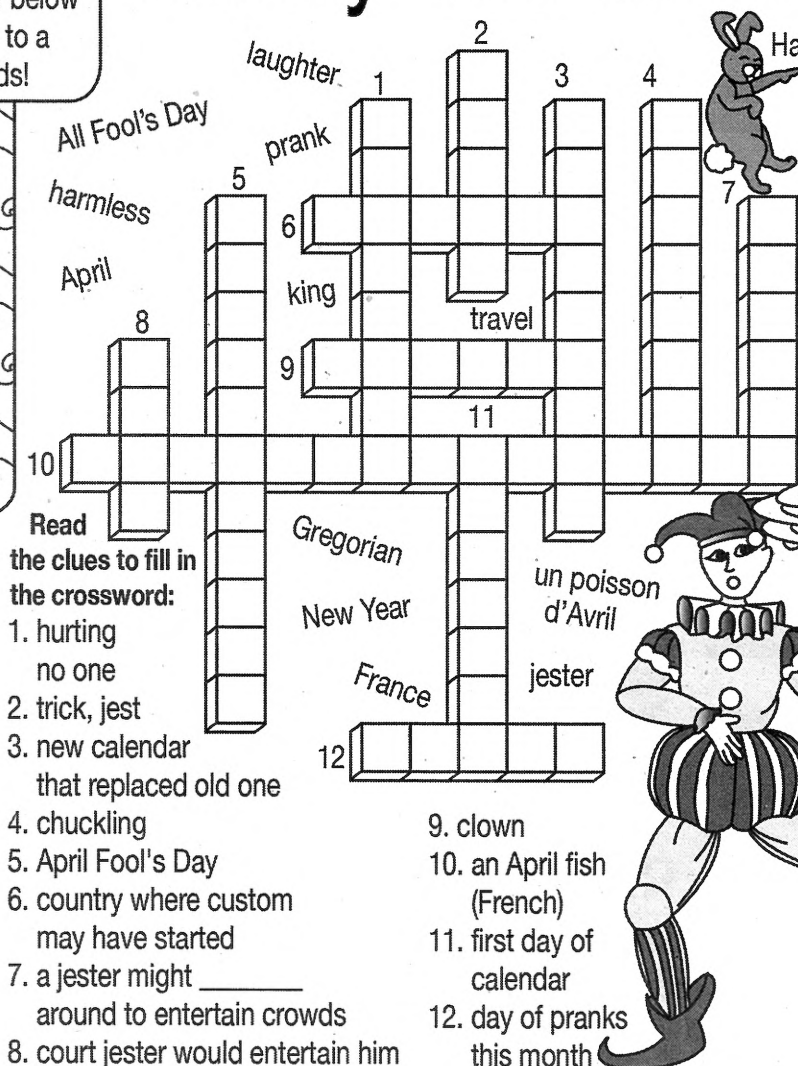 below
to a
ds!
Ha
laughter
All Fool's Day
prank
harmless
April
king
travel
1
2
3
4
5
6
7
8
9
10
11
12
Gregorian
New Year
France
un poisson
d'Avril
jester
Read
the clues to fill in
the crossword:
1. hurting
no one
2. trick, jest
3. new calendar
that replaced old one
4. chuckling
5. April Fool's Day
6. country where custom
may have started
7. a jester might _______
around to entertain crowds
8. court jester would entertain him
9. clown
10. an April fish
(French)
11. first day of
calendar
12. day of pranks
this month